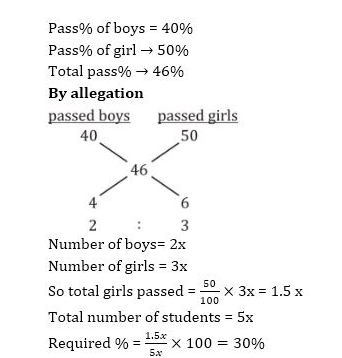 Pass% of boys = 40%
Pass% of girl → 50%
Total pass% → 46%
By allegation
passed boys passed girls
40 50
46
4 6
2 : 3
Number of boys= 2x
Number of girls = 3x
So total girls passed = 50/100 × 3x = 1.5 x
Total number of students = 5x
Required % = 1.5x/5x × 100 = 30%